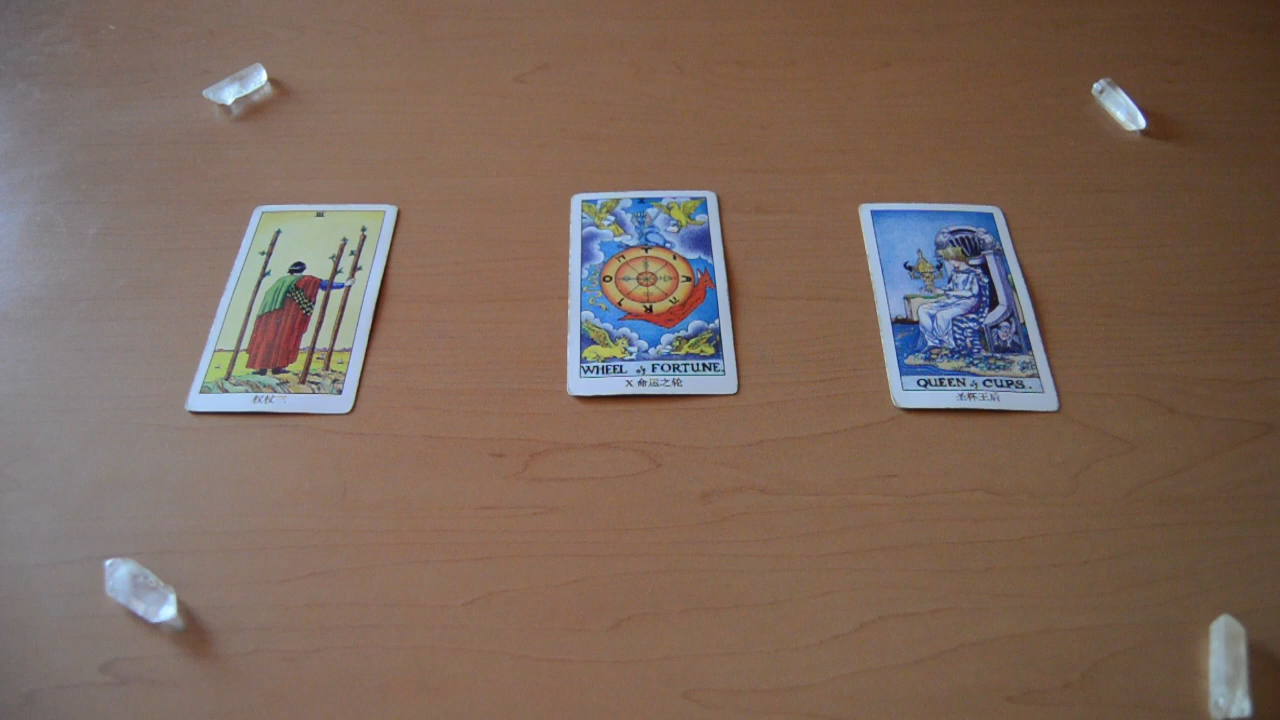 III
权杖三
X
WHEEL of FORTUNE.
X 命运之轮
QUEEN of CUPS.
圣杯王后